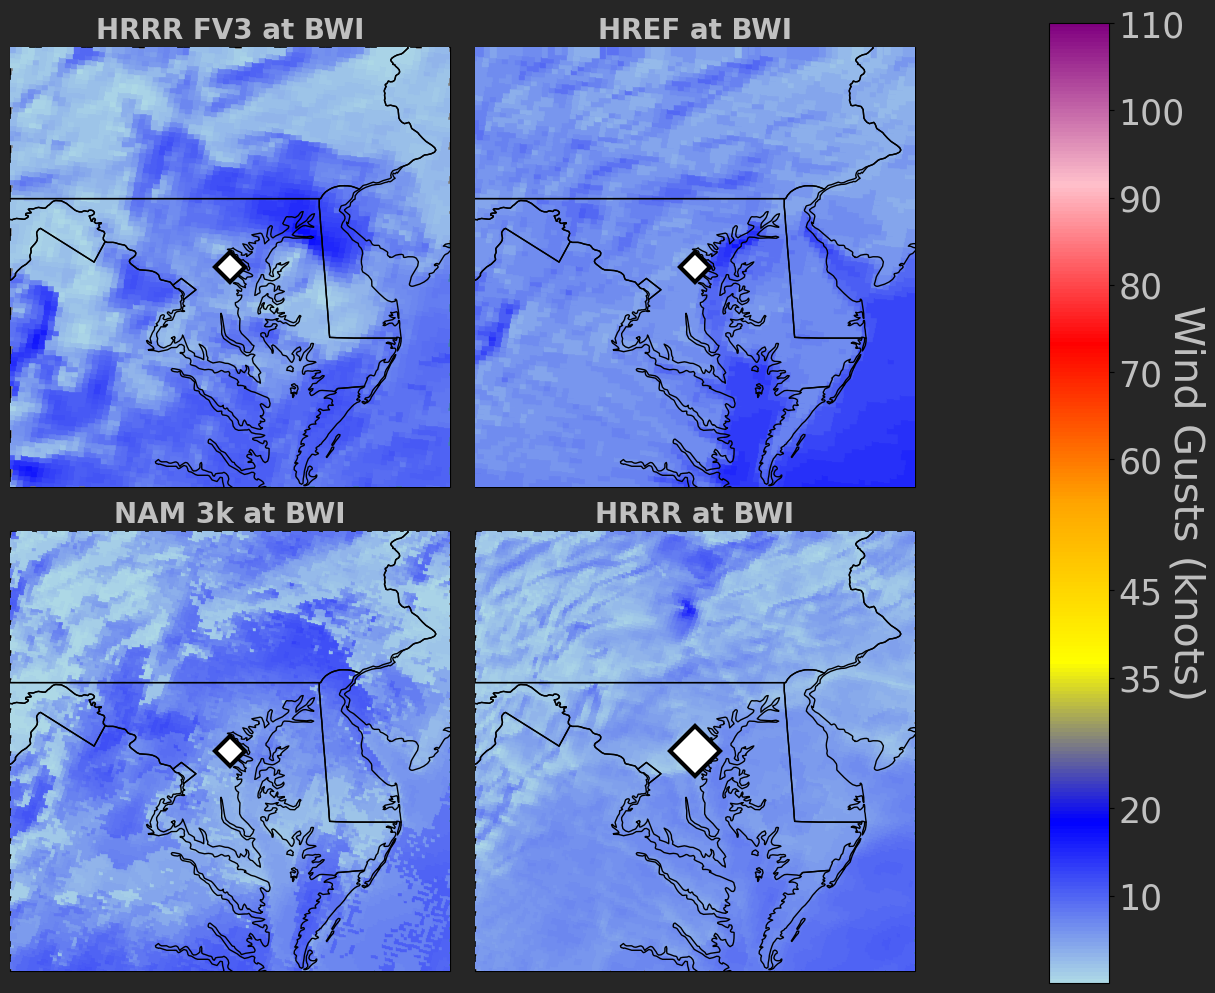 HRRR FV3 at BWI
HREF at BWI
NAM 3k at BWI
HRRR at BWI
110
100
90
80
70
60
45
35
20
10
Wind Gusts (knots)